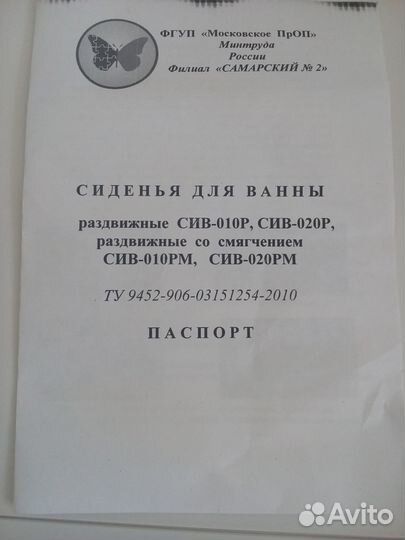 ФГУП «Московское ПрОП»
Минтруда
России
Филиал «САМАРСКИЙ № 2»
СИДЕНЬЯ ДЛЯ ВАННЫ
раздвижные СИВ-010Р, СИВ-020Р,
раздвижные со смягчением
СИВ-010РМ, СИВ-020РМ
ТУ 9452-906-03151254-2010
ПАСПОРТ
Avito